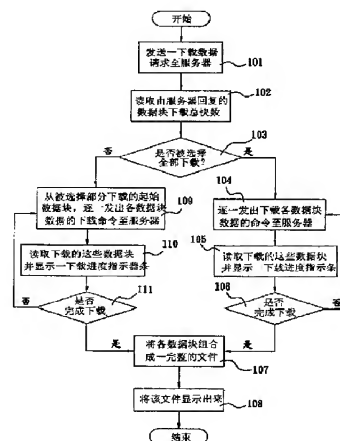 开始
发送一下载数据
请求至服务器
101
读取由服务器回复的
数据块下载总快数
102
是否被选择
全部下载?
103
否
是
从被选择部分下载的起始
数据块,逐一发出各数据块
数据的下载命令至服务器
109
104
逐一发出下载各数据块
数据的命令至服务器
110
读取下载的这些数据块
并显示一下载进度指示器条
105
读取下载的这些数据块
并显示一下载进度指示条
否
是否
完成下载
111
106
是否
完成下载
否
是
是
将各数据块组合
成一完整的文件
107
将该文件显示出来
108
结束